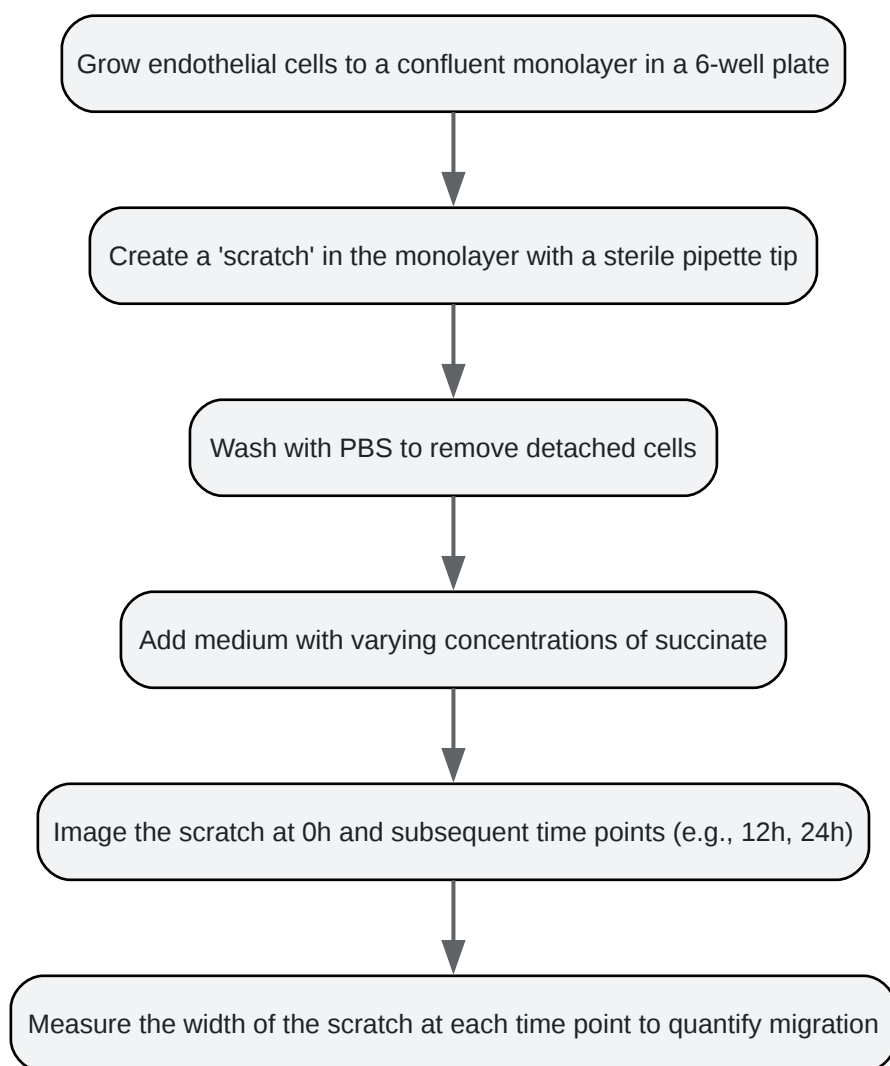 Grow endothelial cells to a confluent monolayer in a 6-well plate
Create a 'scratch' in the monolayer with a sterile pipette tip
Wash with PBS to remove detached cells
Add medium with varying concentrations of succinate
Image the scratch at 0h and subsequent time points (e.g., 12h, 24h)
Measure the width of the scratch at each time point to quantify migration